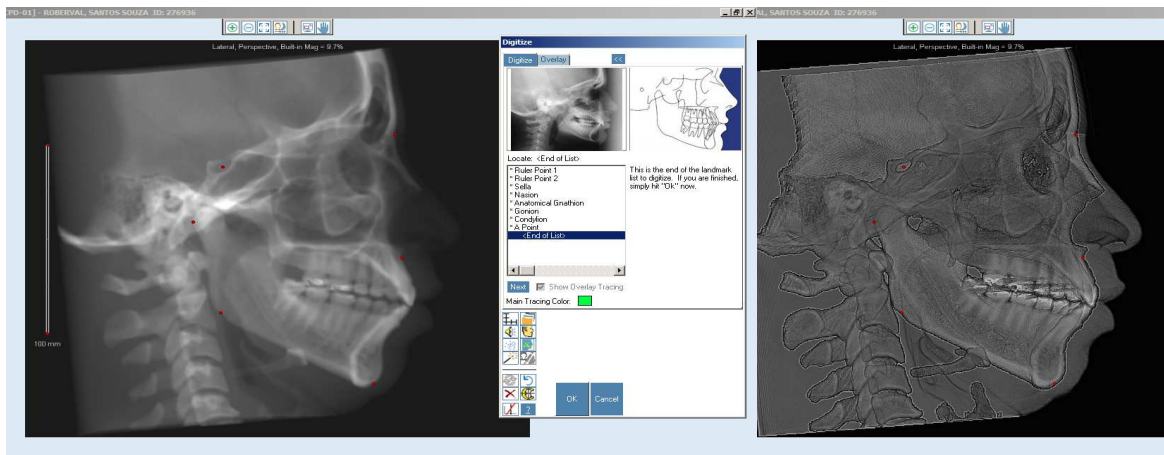 CPD-01] - ROBERVAL, SANTOS SOUZA ID: 276936
Lateral, Perspective, Built-in Mag = 9.7%
100 mm
Digitize
Digitize
Overlay
<<
Locate: <End of List>
* Ruler Point 1
* Ruler Point 2
* Sella
* Nasion
* Anatomical Gnathion
* Gonion
* Condylion
* A Point
<End of List>
This is the end of the landmark
list to digitize. If you are finished,
simply hit "Ok" now.
Next
Show Overlay Tracing
Main Tracing Color:
OK
Cancel
?
AL, SANTOS SOUZA ID: 276936
Lateral, Perspective, Built-in Mag = 9.7%